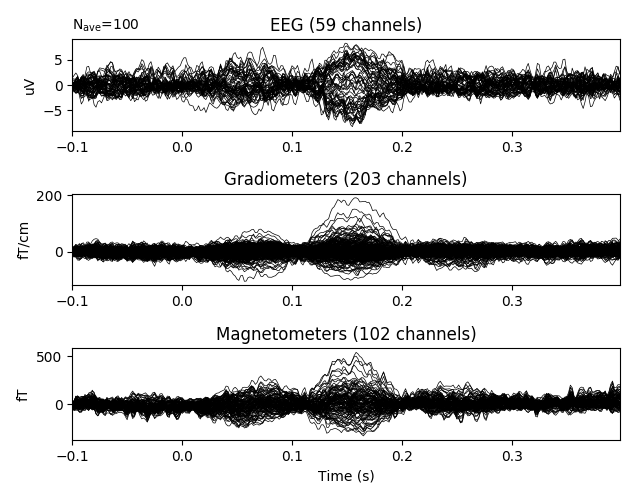 N_ave=100
EEG (59 channels)
5
0
−5
uV
−0.1 0.0 0.1 0.2 0.3
Gradiometers (203 channels)
200
0
fT/cm
−0.1 0.0 0.1 0.2 0.3
Magnetometers (102 channels)
500
0
fT
−0.1 0.0 0.1 0.2 0.3
Time (s)